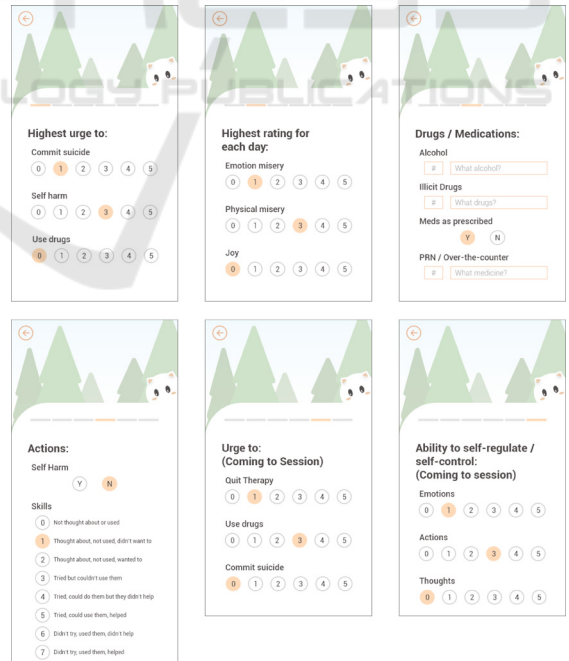 LOGY PUBLICATIONS
Highest urge to:
Commit suicide
0 1 2 3 4 5
Self harm
0 1 2 3 4 5
Use drugs
0 1 2 3 4 5
Highest rating for
each day:
Emotion misery
0 1 2 3 4 5
Physical misery
0 1 2 3 4 5
Joy
0 1 2 3 4 5
Drugs / Medications:
Alcohol
# What alcohol?
Illicit Drugs
# What drugs?
Meds as prescribed
Y N
PRN / Over-the-counter
# What medicine?
Actions:
Self Harm
Y N
Skills
0 Not thought about or used
1 Thought about, not used, didn't want to
2 Thought about, not used, wanted to
3 Tried but couldn't use them
4 Tried, could do them but they didn't help
5 Tried, could use them, helped
6 Didn't try, used them, didn't help
7 Didn't try, used them, helped
Urge to:
(Coming to Session)
Quit Therapy
0 1 2 3 4 5
Use drugs
0 1 2 3 4 5
Commit suicide
0 1 2 3 4 5
Ability to self-regulate /
self-control:
(Coming to session)
Emotions
0 1 2 3 4 5
Actions
0 1 2 3 4 5
Thoughts
0 1 2 3 4 5